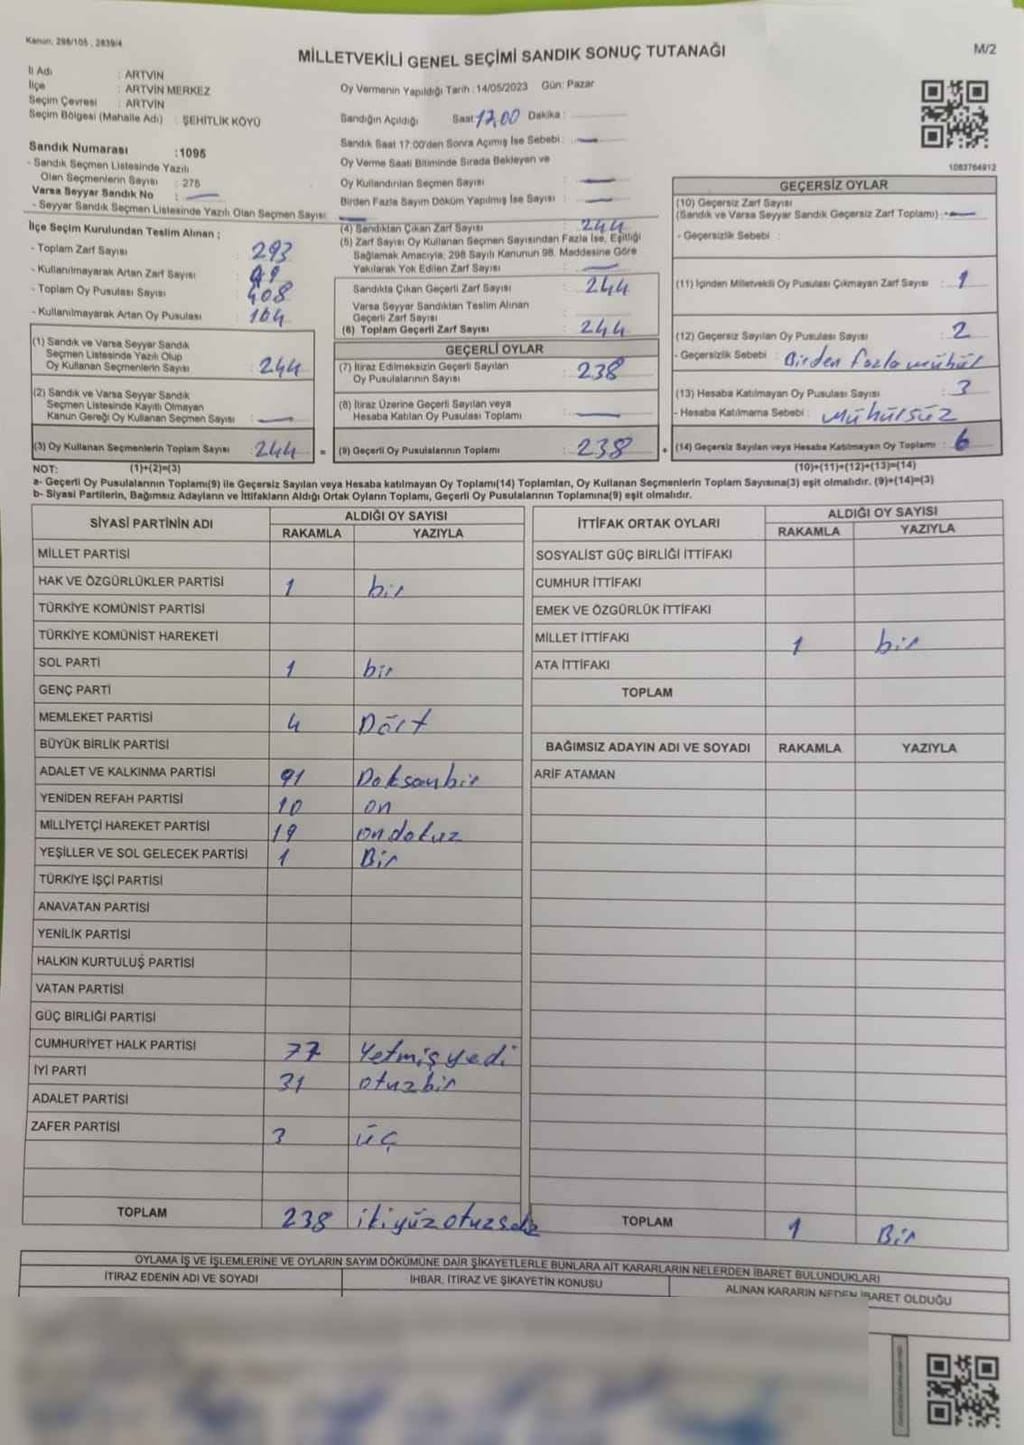 Kanun: 298/105 , 2839/4
MİLLETVEKİLİ GENEL SEÇİMİ SANDIK SONUÇ TUTANAĞI
M/2
İl Adı : ARTVİN
İlçe : ARTVİN MERKEZ
Seçim Çevresi : ARTVİN
Seçim Bölgesi (Mahalle Adı) : ŞEHİTLİK KÖYÜ
Oy Vermenin Yapıldığı Tarih : 14/05/2023 Gün: Pazar
Sandığın Açıldığı Saat: 17,00 Dakika :
Sandık Saat 17:00'den Sonra Açılmış İse Sebebi : —
Oy Verme Saati Bitiminde Sırada Bekleyen ve
Oy Kullandırılan Seçmen Sayısı : —
Birden Fazla Sayım Döküm Yapılmış İse Sayısı : —
1083764912
Sandık Numarası :1095
- Sandık Seçmen Listesinde Yazılı
Olan Seçmenlerin Sayısı : 278
Varsa Seyyar Sandık No : —
- Seyyar Sandık Seçmen Listesinde Yazılı Olan Seçmen Sayısı: —
İlçe Seçim Kurulundan Teslim Alınan ;
- Toplam Zarf Sayısı : 293
- Kullanılmayarak Artan Zarf Sayısı : 49
- Toplam Oy Pusulası Sayısı : 408
- Kullanılmayarak Artan Oy Pusulası : 164
(1) Sandık ve Varsa Seyyar Sandık
Seçmen Listesinde Yazılı Olup
Oy Kullanan Seçmenlerin Sayısı : 244
(2) Sandık ve Varsa Seyyar Sandık
Seçmen Listesinde Kayıtlı Olmayan
Kanun Gereği Oy Kullanan Seçmen Sayısı : —
(3) Oy Kullanan Seçmenlerin Toplam Sayısı : 244 =
(4) Sandıktan Çıkan Zarf Sayısı : 244
(5) Zarf Sayısı Oy Kullanan Seçmen Sayısından Fazla İse, Eşitliği
Sağlamak Amacıyla; 298 Sayılı Kanunun 98. Maddesine Göre
Yakılarak Yok Edilen Zarf Sayısı : —
Sandıkta Çıkan Geçerli Zarf Sayısı : 244
Varsa Seyyar Sandıktan Teslim Alınan
Geçerli Zarf Sayısı :
(6) Toplam Geçerli Zarf Sayısı : 244
GEÇERLİ OYLAR
(7) İtiraz Edilmeksizin Geçerli Sayılan
Oy Pusulalarının Sayısı : 238
(8) İtiraz Üzerine Geçerli Sayılan veya
Hesaba Katılan Oy Pusulası Toplamı : —
(9) Geçerli Oy Pusulalarının Toplamı : 238 +
GEÇERSİZ OYLAR
(10) Geçersiz Zarf Sayısı
(Sandık ve Varsa Seyyar Sandık Geçersiz Zarf Toplamı) : —
- Geçersizlik Sebebi :
(11) İçinden Milletvekili Oy Pusulası Çıkmayan Zarf Sayısı : 1
(12) Geçersiz Sayılan Oy Pusulası Sayısı : 2
- Geçersizlik Sebebi : Birden fazla mühür
(13) Hesaba Katılmayan Oy Pusulası Sayısı : 3
- Hesaba Katılmama Sebebi : Mühürsüz
(14) Geçersiz Sayılan veya Hesaba Katılmayan Oy Toplamı : 6
NOT: (1)+(2)=(3)
(10)+(11)+(12)+(13)=(14)
a- Geçerli Oy Pusulalarının Toplamı(9) ile Geçersiz Sayılan veya Hesaba katılmayan Oy Toplamı(14) Toplamları, Oy Kullanan Seçmenlerin Toplam Sayısına(3) eşit olmalıdır. (9)+(14)=(3)
b- Siyasi Partilerin, Bağımsız Adayların ve İttifakların Aldığı Ortak Oyların Toplamı, Geçerli Oy Pusulalarının Toplamına(9) eşit olmalıdır.
SİYASİ PARTİNİN ADI ALDIĞI OY SAYISI
RAKAMLA YAZIYLA
MİLLET PARTİSİ
HAK VE ÖZGÜRLÜKLER PARTİSİ 1 bir
TÜRKİYE KOMÜNİST PARTİSİ
TÜRKİYE KOMÜNİST HAREKETİ
SOL PARTİ 1 bir
GENÇ PARTİ
MEMLEKET PARTİSİ 4 Dört
BÜYÜK BİRLİK PARTİSİ
ADALET VE KALKINMA PARTİSİ 91 Doksanbir
YENİDEN REFAH PARTİSİ 10 on
MİLLİYETÇİ HAREKET PARTİSİ 19 ondokuz
YEŞİLLER VE SOL GELECEK PARTİSİ 1 Bir
TÜRKİYE İŞÇİ PARTİSİ
ANAVATAN PARTİSİ
YENİLİK PARTİSİ
HALKIN KURTULUŞ PARTİSİ
VATAN PARTİSİ
GÜÇ BİRLİĞİ PARTİSİ
CUMHURİYET HALK PARTİSİ 77 Yetmişyedi
İYİ PARTİ 31 otuzbir
ADALET PARTİSİ
ZAFER PARTİSİ 3 üç
TOPLAM 238 ikiyüzotuzsekiz
İTTİFAK ORTAK OYLARI ALDIĞI OY SAYISI
RAKAMLA YAZIYLA
SOSYALİST GÜÇ BİRLİĞİ İTTİFAKI
CUMHUR İTTİFAKI
EMEK VE ÖZGÜRLÜK İTTİFAKI
MİLLET İTTİFAKI 1 bir
ATA İTTİFAKI
TOPLAM
BAĞIMSIZ ADAYIN ADI VE SOYADI RAKAMLA YAZIYLA
ARİF ATAMAN
TOPLAM 1 Bir
OYLAMA İŞ VE İŞLEMLERİNE VE OYLARIN SAYIM DÖKÜMÜNE DAİR ŞİKAYETLERLE BUNLARA AİT KARARLARIN NELERDEN İBARET BULUNDUKLARI
İTİRAZ EDENİN ADI VE SOYADI İHBAR, İTİRAZ VE ŞİKAYETİN KONUSU ALINAN KARARIN NEDEN İBARET OLDUĞU